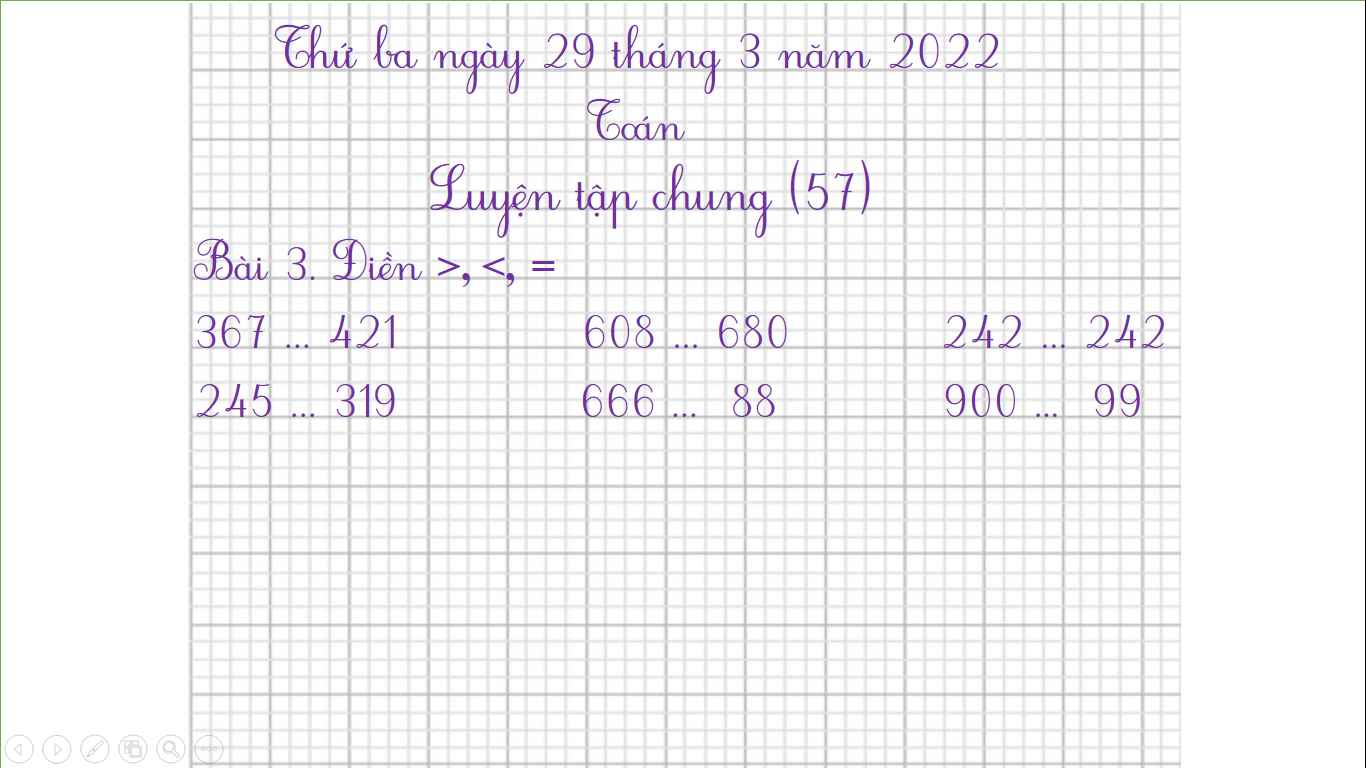 Thứ ba ngày 29 tháng 3 năm 2022
Toán
Luyện tập chung (57)
Bài 3. Điền >, <, =
367 ... 421 608 ... 680 242 ... 242
245 ... 319 666 ... 88 900 ... 99